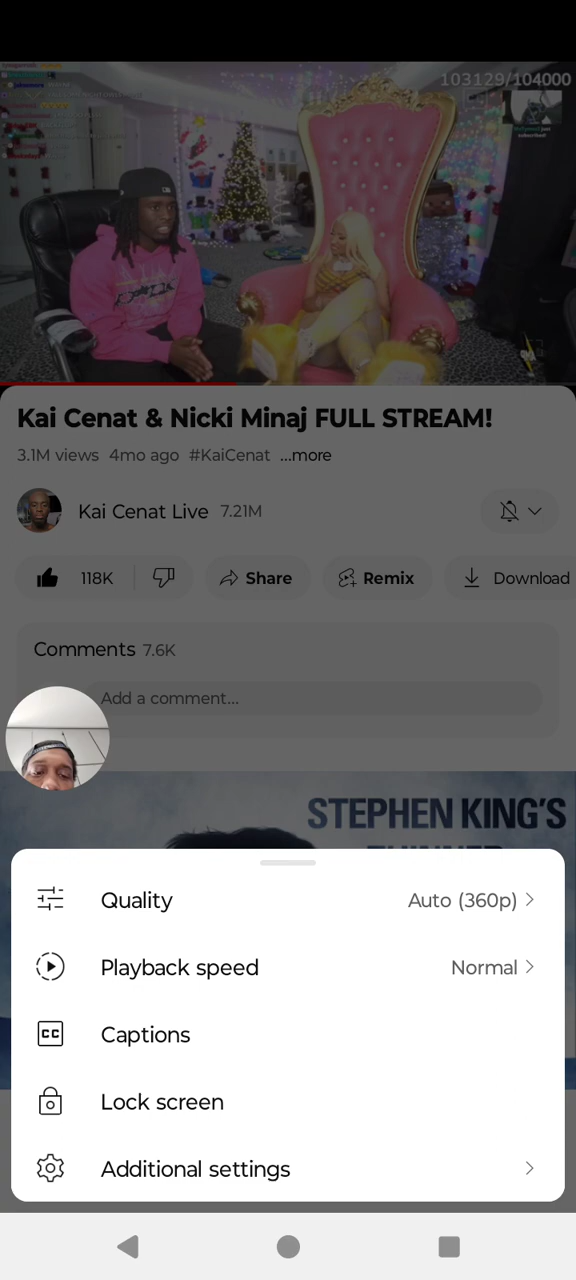 103129/104000
Kai Cenat & Nicki Minaj FULL STREAM!
3.1M views 4mo ago #KaiCenat ...more
Kai Cenat Live 7.21M
118K Share Remix Download
Comments 7.6K
Add a comment...
STEPHEN KING'S
Quality Auto (360p)
Playback speed Normal
CC Captions
Lock screen
Additional settings